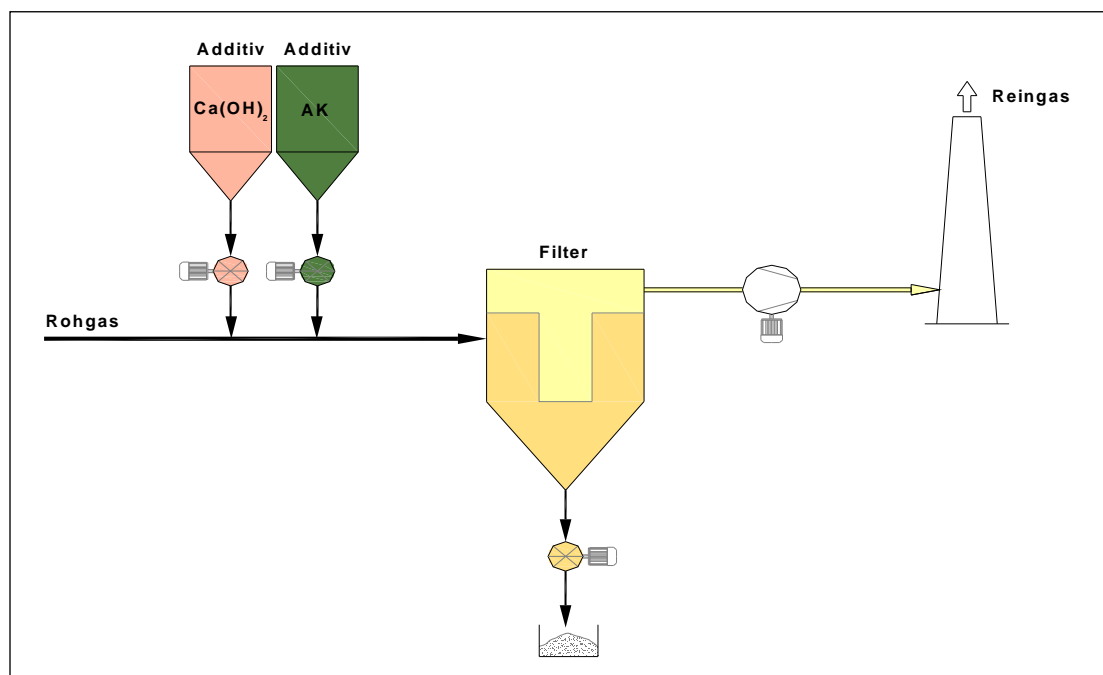 Additiv Additiv
Ca(OH)₂
AK
Reingas
Filter
Rohgas